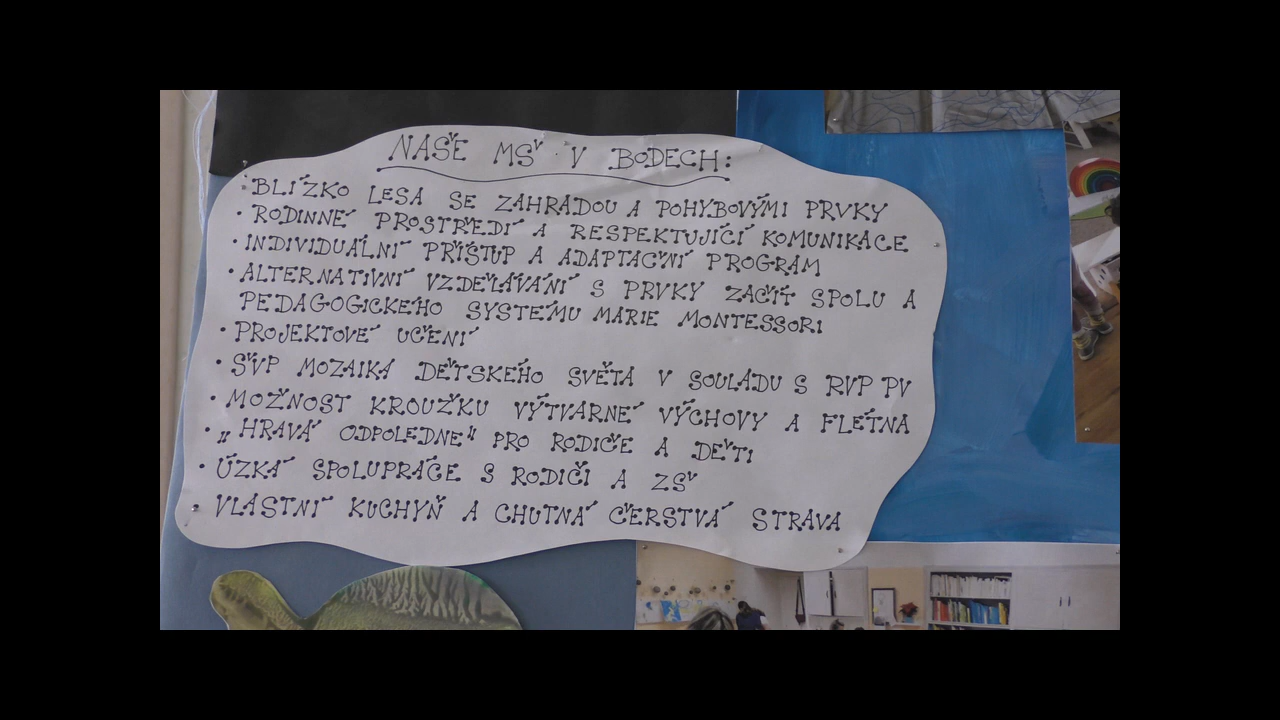 NAŠE MŠ V BODECH:
• BLÍZKO LESA SE ZAHRADOU A POHYBOVÝMI PRVKY
• RODINNÉ PROSTŘEDÍ A RESPEKTUJÍCÍ KOMUNIKACE
• INDIVIDUÁLNÍ PŘÍSTUP A ADAPTAČNÍ PROGRAM
• ALTERNATIVNÍ VZDĚLÁVÁNÍ S PRVKY ZAČÍT SPOLU A
PEDAGOGICKÉHO SYSTÉMU MARIE MONTESSORI
• PROJEKTOVÉ UČENÍ
• ŠVP MOZAIKA DĚTSKÉHO SVĚTA V SOULADU S RVP PV
• MOŽNOST KROUŽKU VÝTVARNÉ VÝCHOVY A FLÉTNA
• „HRAVÁ ODPOLEDNE" PRO RODIČE A DĚTI
• ÚZKÁ SPOLUPRÁCE S RODIČI A ZŠ
• VLASTNÍ KUCHYŇ A CHUTNÁ ČERSTVÁ STRAVA